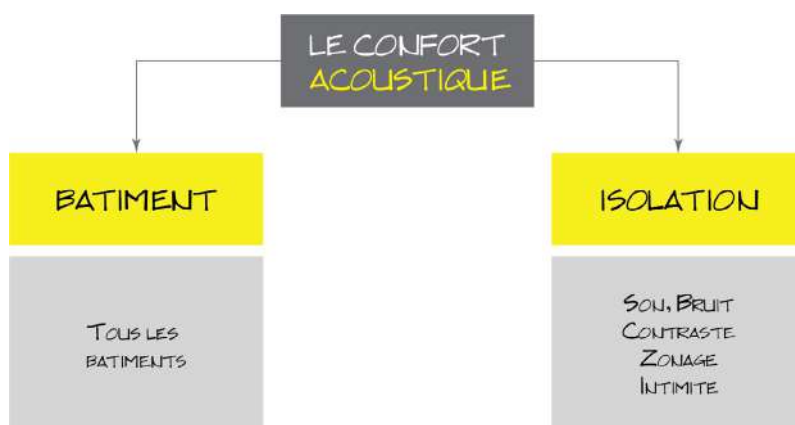 LE CONFORT
ACOUSTIQUE
BATIMENT
ISOLATION
TOUS LES
BATIMENTS
SON, BRUIT
CONTRASTE
ZONAGE
INTIMITE